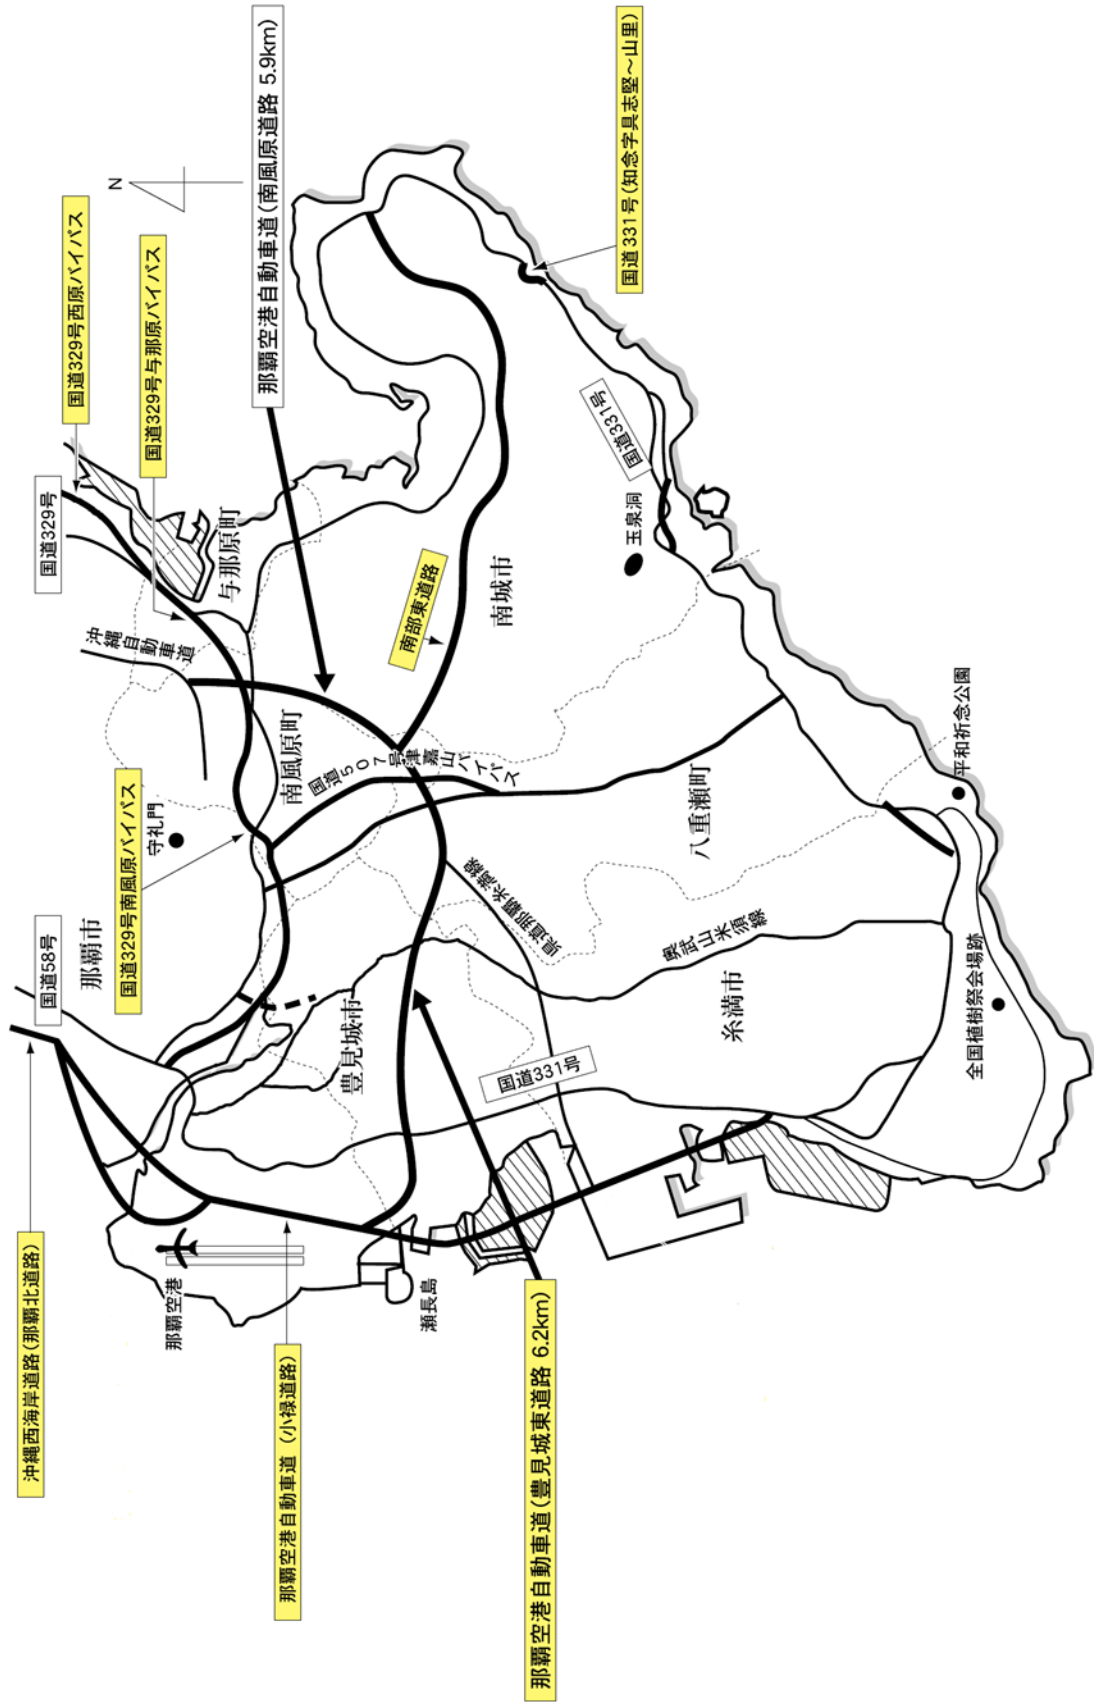 沖縄西海岸道路(那覇北道路)
国道58号
国道329号
国道329号西原バイパス
国道329号与那原バイパス
沖縄自動車道
那覇市
守礼門
国道329号南風原バイパス
与那原町
那覇空港自動車道(南風原道路 5.9km)
N
那覇空港
那覇空港自動車道 (小禄道路)
南風原町
国道507号津嘉山バイパス
豊見城市
瀬長島
南部東道路
南城市
県道那覇糸満線
国道331号
那覇空港自動車道(豊見城東道路 6.2km)
国道331号(知念字具志堅~山里)
国道331号
玉泉洞
八重瀬町
奥武山米須線
糸満市
平和祈念公園
全国植樹祭会場跡